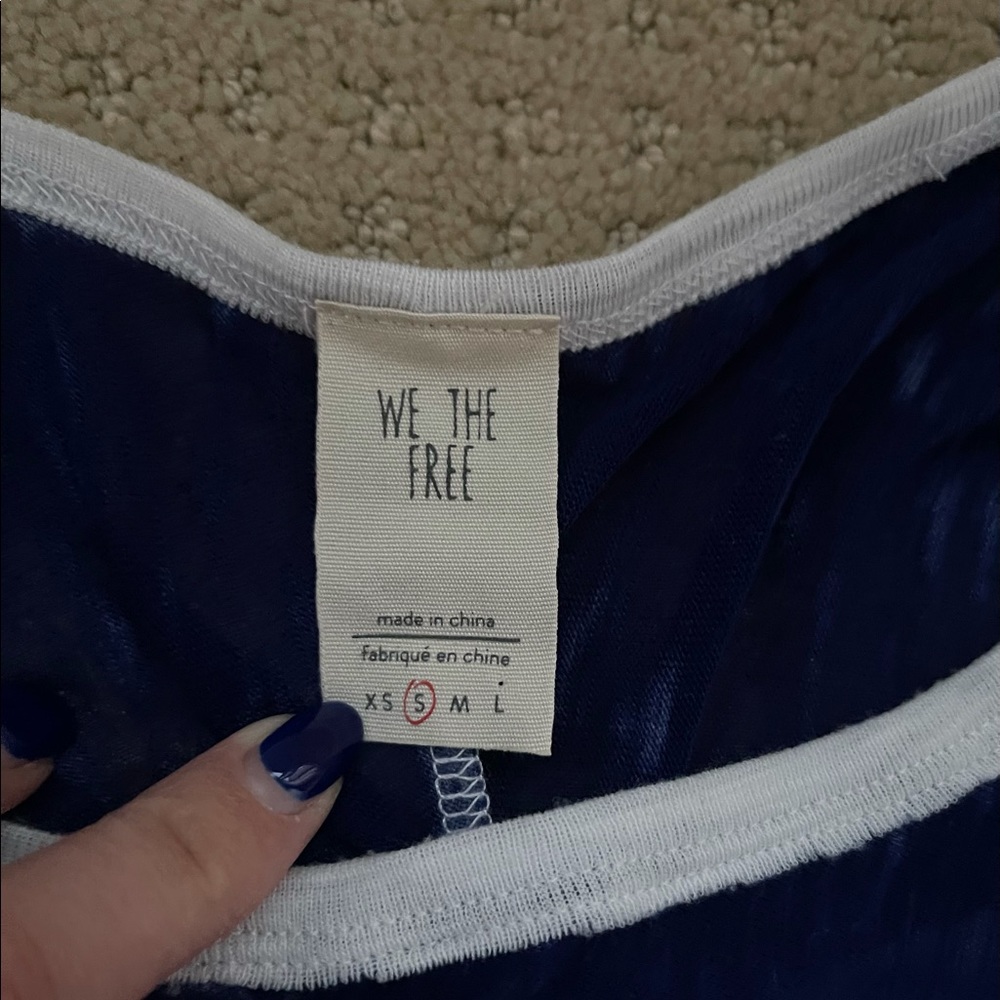 WE THE
FREE
made in china
fabriqué en chine
XS S M L